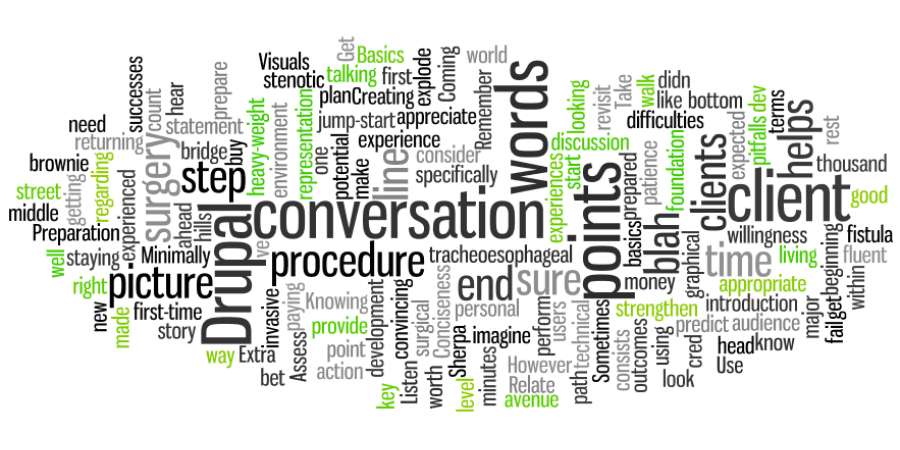 successes
count
hear
prepare
need
returning
statement
brownie
bridge
buy
street
getting
regarding
experienced
surgery
step
middle
Preparation
ahead
hills
well
staying
Minimally
right
picture
Drupal
new
made
first-time
story
way
Extra
bet
heavy-weight
environment
Visuals
stenotic
Get
Basics
talking
first
plan
Creating
explode
Coming
world
representation
jump-start
appreciate
Remember
one
potential
make
experience
line
consider
specifically
words
conversation
've
procedure
tracheoesophageal
end
sure
Invasive
paying
Knowing
provide
point
action
Assess
development
convincing
surgical
Conciseness
personal
Sherpa
imagine
key
Listen
worth
level
minutes
However
Relate
avenue
perform
users
technical
path
Sometimes
consists
outcomes
using
look
looking
revisit
Take
walk
didn
like
bottom
difficulties
discussion
start
experiences
points
prepared
patience
foundation
basics
blah
clients
client
expected
pitfalls
dev
terms
helps
rest
thousand
good
willingness
fistula
graphical
time
living
beginning
fluent
money
appropriate
strengthen
introduction
predict
audience
major
fail
get
within
cred
head
know
Use